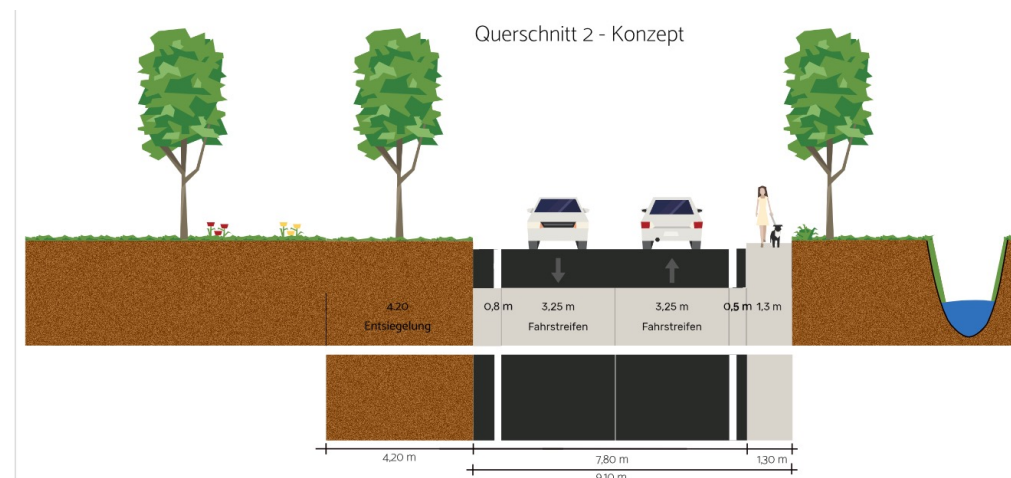 Querschnitt 2 - Konzept
4.20 0,8 m 3,25 m 3,25 m 0,5 m 1,3 m
Entsiegelung Fahrstreifen Fahrstreifen
4,20 m 7,80 m 1,30 m
9,10 m